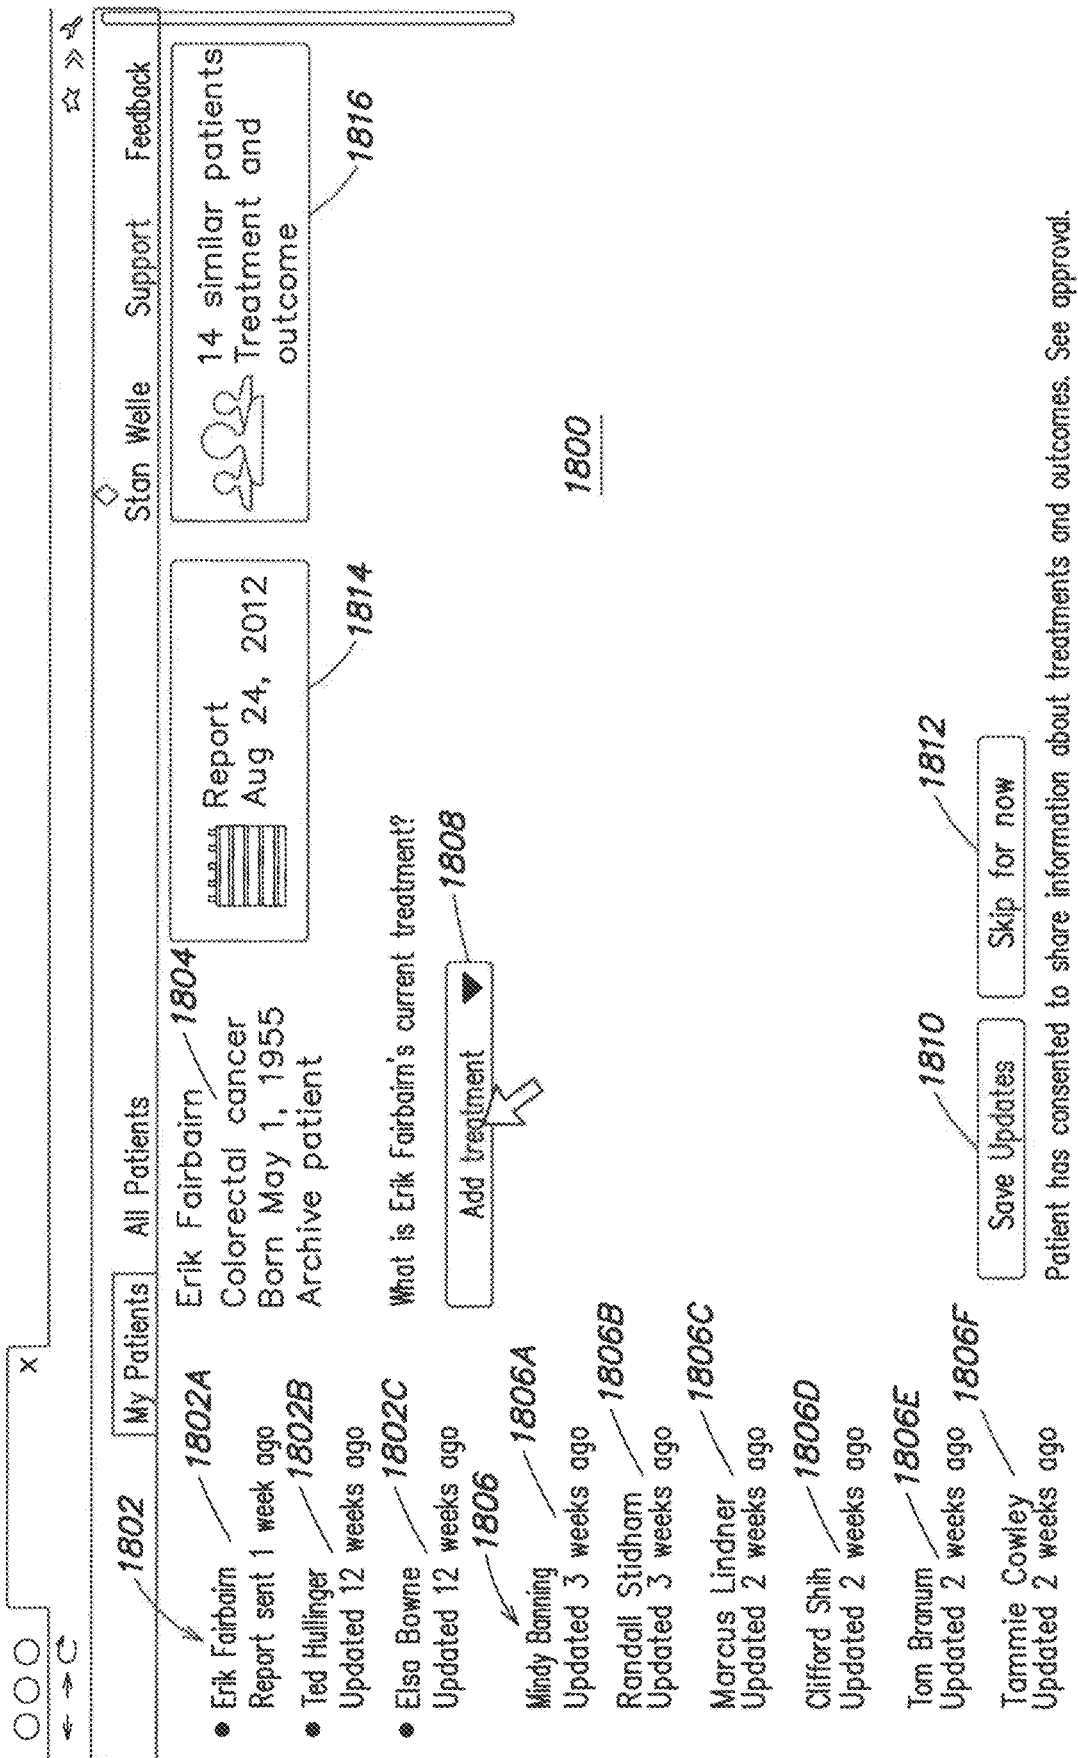 x
My Patients
All Patients
Stan Welle
Support
Feedback
1802
Erik Fairbairn
Report sent 1 week ago
1802A
Ted Hullinger
Updated 12 weeks ago
1802B
Elsa Bowne
Updated 12 weeks ago
1802C
1806
Mindy Banning
Updated 3 weeks ago
1806A
Randall Stidham
Updated 3 weeks ago
1806B
Marcus Lindner
Updated 2 weeks ago
1806C
Clifford Shih
Updated 2 weeks ago
1806D
Tom Branum
Updated 2 weeks ago
1806E
Tammie Cowley
Updated 2 weeks ago
1806F
Erik Fairbairn
Colorectal cancer
Born May 1, 1955
Archive patient
1804
Report
Aug 24, 2012
1814
14 similar patients
Treatment and
outcome
1816
What is Erik Fairbairn's current treatment?
Add treatment
1808
1800
Save Updates
1810
Skip for now
1812
Patient has consented to share information about treatments and outcomes. See approval.